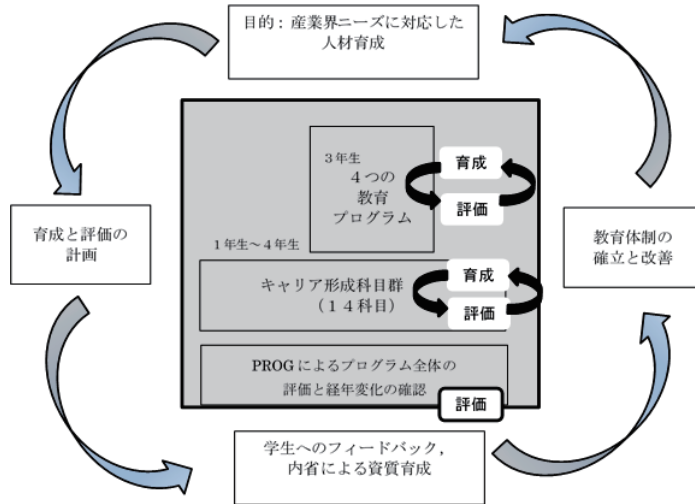 目的：産業界ニーズに対応した
人材育成
3年生
４つの
教育
プログラム
育成
評価
育成と評価の
計画
教育体制の
確立と改善
1年生～4年生
キャリア形成科目群
（１４科目）
育成
評価
PROGによるプログラム全体の
評価と経年変化の確認
評価
学生へのフィードバック，
内省による資質育成